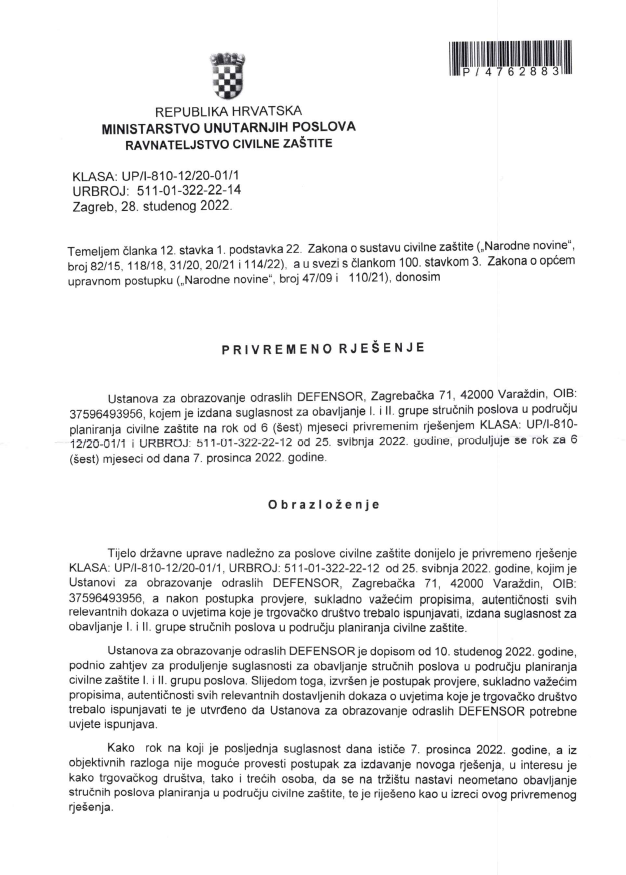 P/4762883
REPUBLIKA HRVATSKA
MINISTARSTVO UNUTARNJIH POSLOVA
RAVNATELJSTVO CIVILNE ZAŠTITE
KLASA: UP/I-810-12/20-01/1
URBROJ: 511-01-322-22-14
Zagreb, 28. studenog 2022.
Temeljem članka 12. stavka 1. podstavka 22. Zakona o sustavu civilne zaštite („Narodne novine“,
broj 82/15, 118/18, 31/20, 20/21 i 114/22), a u svezi s člankom 100. stavkom 3. Zakona o općem
upravnom postupku („Narodne novine“, broj 47/09 i 110/21), donosim
PRIVREMENO RJEŠENJE
Ustanova za obrazovanje odraslih DEFENSOR, Zagrebačka 71, 42000 Varaždin, OIB:
37596493956, kojem je izdana suglasnost za obavljanje I. i II. grupe stručnih poslova u području
planiranja civilne zaštite na rok od 6 (šest) mjeseci privremenim rješenjem KLASA: UP/I-810-
12/20-01/1 i URBROJ: 511-01-322-22-12 od 25. svibnja 2022. godine, produljuje se rok za 6
(šest) mjeseci od dana 7. prosinca 2022. godine.
Obrazloženje
Tijelo državne uprave nadležno za poslove civilne zaštite donijelo je privremeno rješenje
KLASA: UP/I-810-12/20-01/1, URBROJ: 511-01-322-22-12 od 25. svibnja 2022. godine, kojim je
Ustanovi za obrazovanje odraslih DEFENSOR, Zagrebačka 71, 42000 Varaždin, OIB:
37596493956, a nakon postupka provjere, sukladno važećim propisima, autentičnosti svih
relevantnih dokaza o uvjetima koje je trgovačko društvo trebalo ispunjavati, izdana suglasnost za
obavljanje I. i II. grupe stručnih poslova u području planiranja civilne zaštite.
Ustanova za obrazovanje odraslih DEFENSOR je dopisom od 10. studenog 2022. godine,
podnio zahtjev za produljenje suglasnosti za obavljanje stručnih poslova u području planiranja
civilne zaštite I. i II. grupu poslova. Slijedom toga, izvršen je postupak provjere, sukladno važećim
propisima, autentičnosti svih relevantnih dostavljenih dokaza o uvjetima koje je trgovačko društvo
trebalo ispunjavati te je utvrđeno da Ustanova za obrazovanje odraslih DEFENSOR potrebne
uvjete ispunjava.
Kako rok na koji je posljednja suglasnost dana ističe 7. prosinca 2022. godine, a iz
objektivnih razloga nije moguće provesti postupak za izdavanje novoga rješenja, u interesu je
kako trgovačkog društva, tako i trećih osoba, da se na tržištu nastavi neometano obavljanje
stručnih poslova planiranja u području civilne zaštite, te je riješeno kao u izreci ovog privremenog
rješenja.